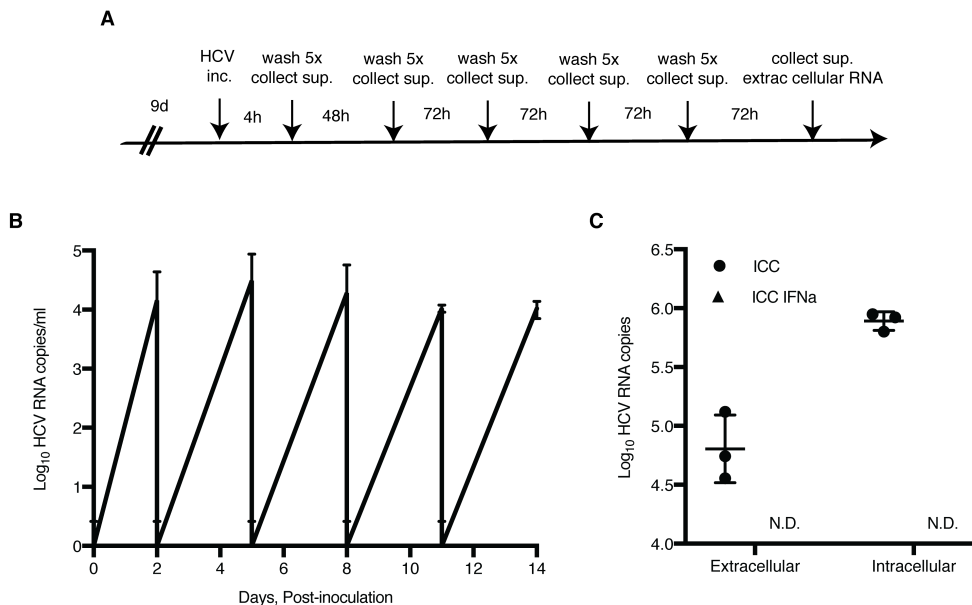 A
HCV
inc.
wash 5x
collect sup.
wash 5x
collect sup.
wash 5x
collect sup.
wash 5x
collect sup.
wash 5x
collect sup.
collect sup.
extrac cellular RNA
9d
4h
48h
72h
72h
72h
72h
B
Log10 HCV RNA copies/ml
5
4
3
2
1
0
0
2
4
6
8
10
12
14
Days, Post-inoculation
C
Log10 HCV RNA copies
6.5
6.0
5.5
5.0
4.5
4.0
ICC
ICC IFNa
N.D.
N.D.
Extracellular
Intracellular